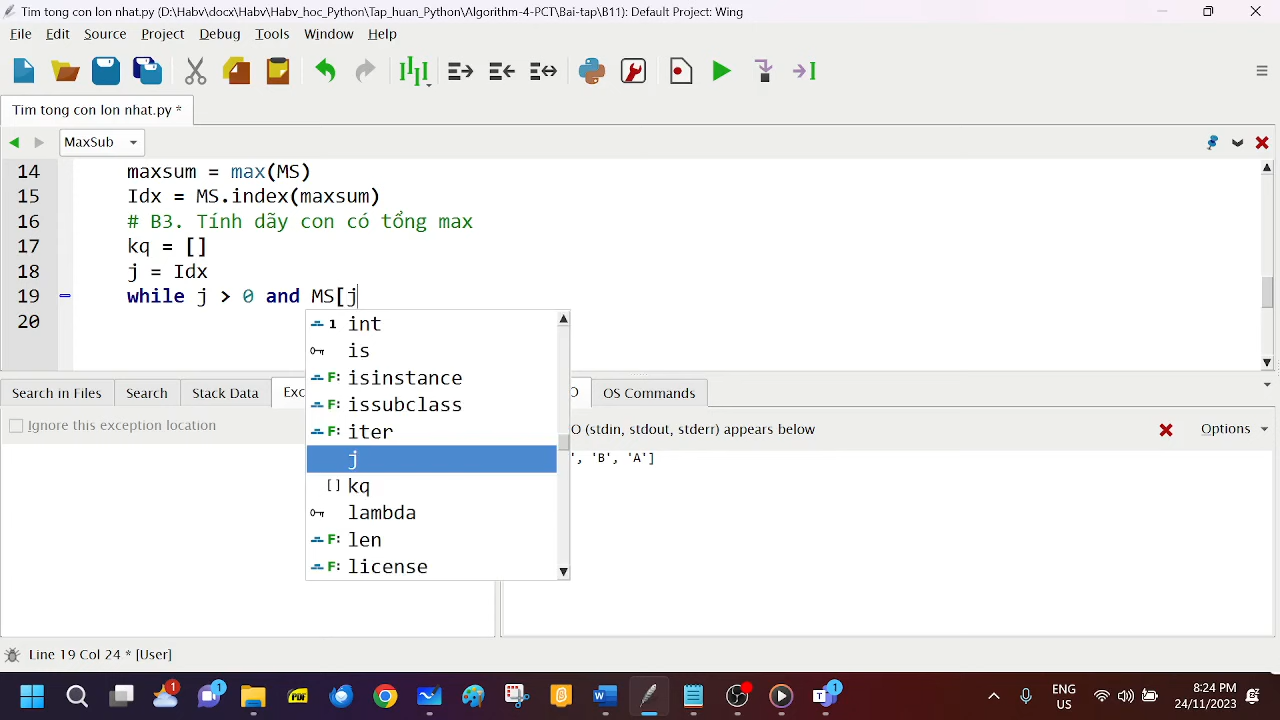 Tim tong con lon nhat.py (D:\Habv\docx\Habv_hoc_Python\Tap_huan_Python\Algorithm-4-PCT\Bai-tap\B11): Default Project: Wing
File Edit Source Project Debug Tools Window Help
Tim tong con lon nhat.py *
MaxSub
14 maxsum = max(MS)
15 Idx = MS.index(maxsum)
16 # B3. Tính dãy con có tổng max
17 kq = []
18 j = Idx
19 while j > 0 and MS[j
20
int
is
isinstance
issubclass
iter
j
kq
lambda
len
license
Search in Files Search Stack Data Exc O OS Commands
Ignore this exception location
O (stdin, stdout, stderr) appears below Options
', 'B', 'A']
Line 19 Col 24 * [User]
1 1 PDF 1
ENG
US
8:24 PM
24/11/2023